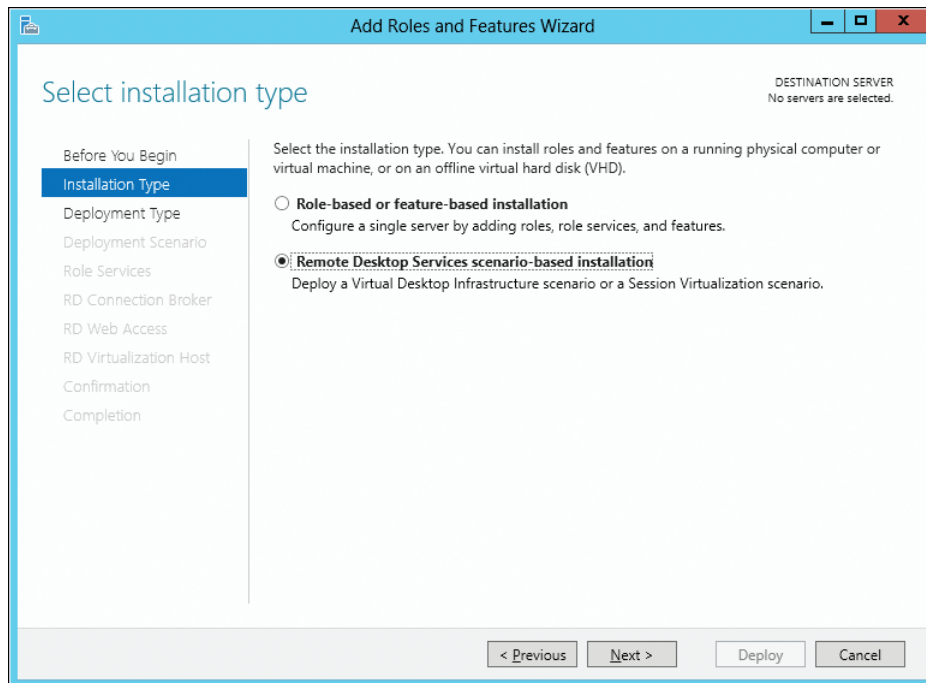 Add Roles and Features Wizard
Select installation type
DESTINATION SERVER
No servers are selected.
Before You Begin
Installation Type
Deployment Type
Deployment Scenario
Role Services
RD Connection Broker
RD Web Access
RD Virtualization Host
Confirmation
Completion
Select the installation type. You can install roles and features on a running physical computer or
virtual machine, or on an offline virtual hard disk (VHD).
Role-based or feature-based installation
Configure a single server by adding roles, role services, and features.
Remote Desktop Services scenario-based installation
Deploy a Virtual Desktop Infrastructure scenario or a Session Virtualization scenario.
< Previous
Next >
Deploy
Cancel